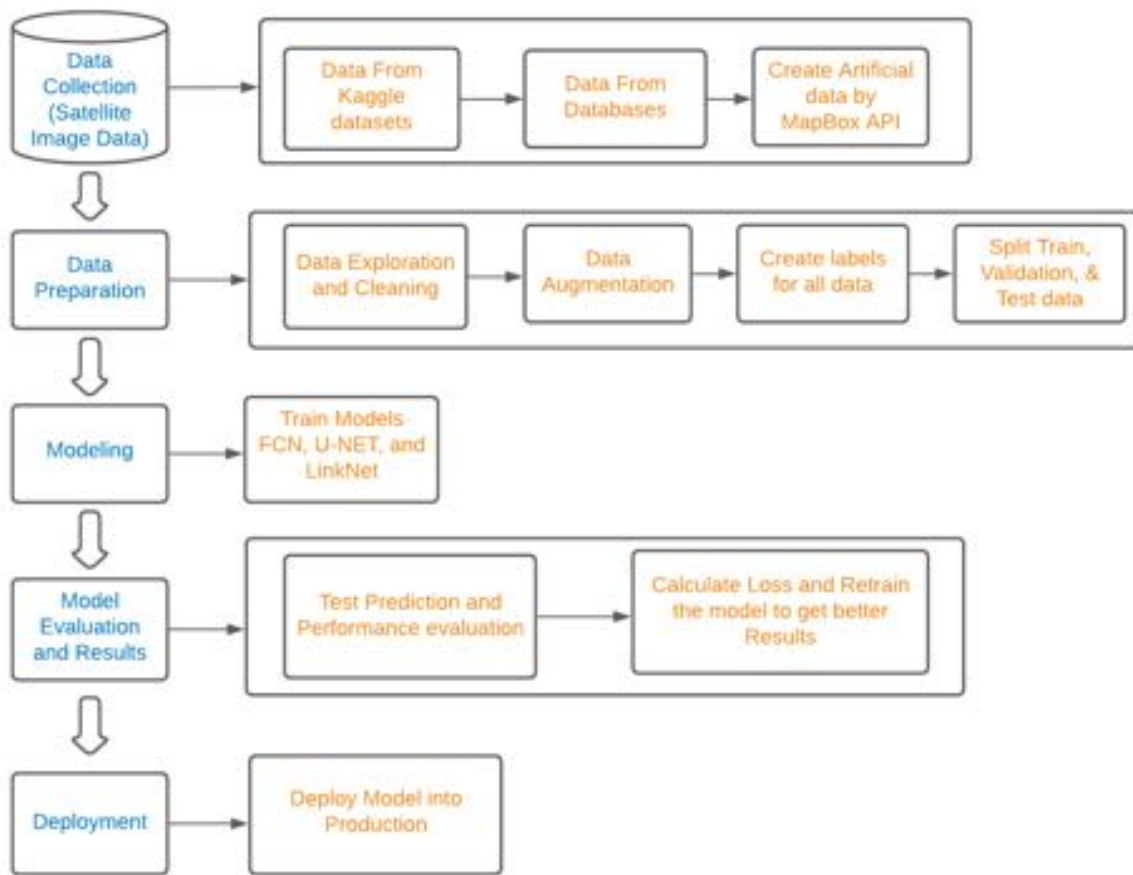 Data
Collection
(Satellite
Image Data)
Data From
Kaggle
datasets
Data From
Databases
Create Artificial
data by
MapBox API
Data
Preparation
Data Exploration
and Cleaning
Data
Augmentation
Create labels
for all data
Split Train,
Validation, &
Test data
Modeling
Train Models
FCN, U-NET, and
LinkNet
Model
Evaluation
and Results
Test Prediction and
Performance evaluation
Calculate Loss and Retrain
the model to get better
Results
Deployment
Deploy Model into
Production